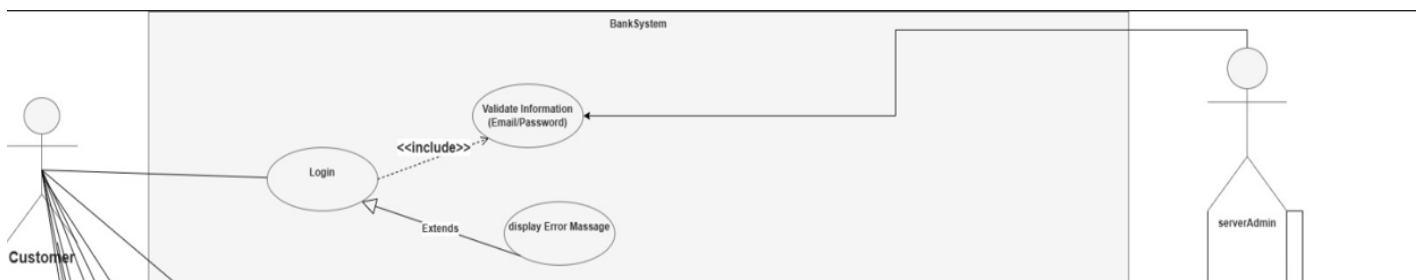 BankSystem
Validate Information
(Email/Password)
<<include>>
Login
display Error Massage
Extends
serverAdmin
Customer